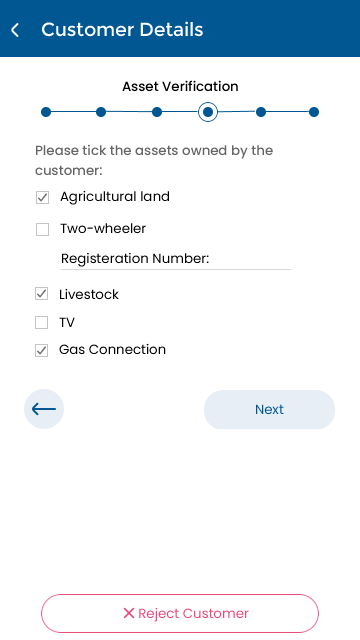 Customer Details
Asset Verification
Please tick the assets owned by the
customer:
Agricultural land
Two-wheeler
Registeration Number:
Livestock
TV
Gas Connection
Next
Reject Customer